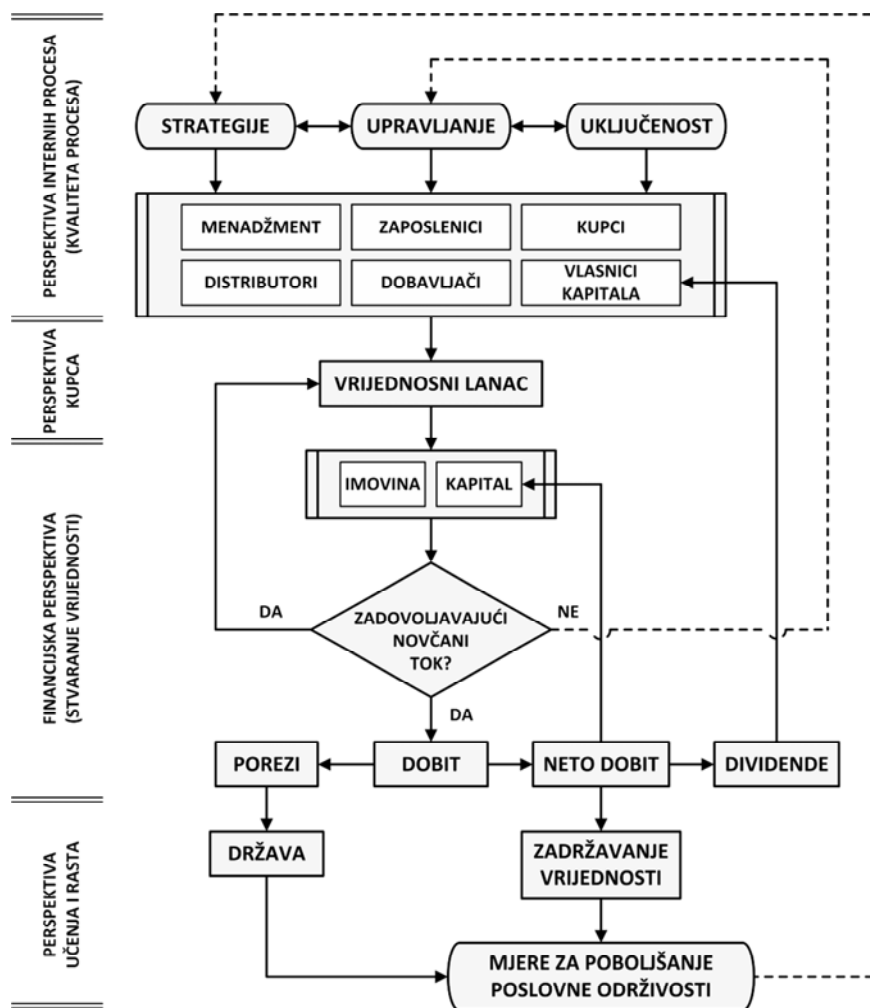 PERSPEKTIVA INTERNIH PROCESA
(KVALITETA PROCESA)
STRATEGIJE
UPRAVLJANJE
UKLJUČENOST
MENADŽMENT
ZAPOSLENICI
KUPCI
DISTRIBUTORI
DOBAVLJAČI
VLASNICI
KAPITALA
PERSPEKTIVA
KUPCA
VRIJEDNOSNI LANAC
FINANCIJSKA PERSPEKTIVA
(STVARANJE VRIJEDNOSTI)
IMOVINA
KAPITAL
DA
ZADOVOLJAVAJUĆI
NOVČANI
TOK?
NE
DA
POREZI
DOBIT
NETO DOBIT
DIVIDENDE
PERSPEKTIVA
UČENJA I RASTA
DRŽAVA
ZADRŽAVANJE
VRIJEDNOSTI
MJERE ZA POBOLJŠANJE
POSLOVNE ODRŽIVOSTI